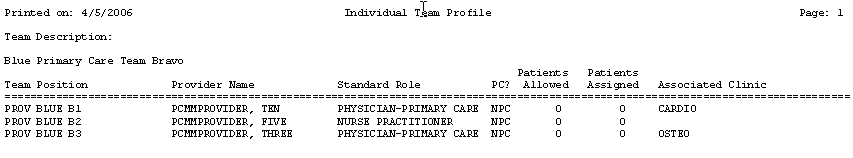 Printed on: 4/5/2006 Individual Team Profile Page: 1
Team Description:
Blue Primary Care Team Bravo
Patients Patients
Team Position Provider Name Standard Role PC? Allowed Assigned Associated Clinic
PROV BLUE B1 PCMMPROVIDER, TEN PHYSICIAN-PRIMARY CARE NPC 0 0 CARDIO
PROV BLUE B2 PCMMPROVIDER, FIVE NURSE PRACTITIONER NPC 0 0
PROV BLUE B3 PCMMPROVIDER, THREE PHYSICIAN-PRIMARY CARE NPC 0 0 OSTEO